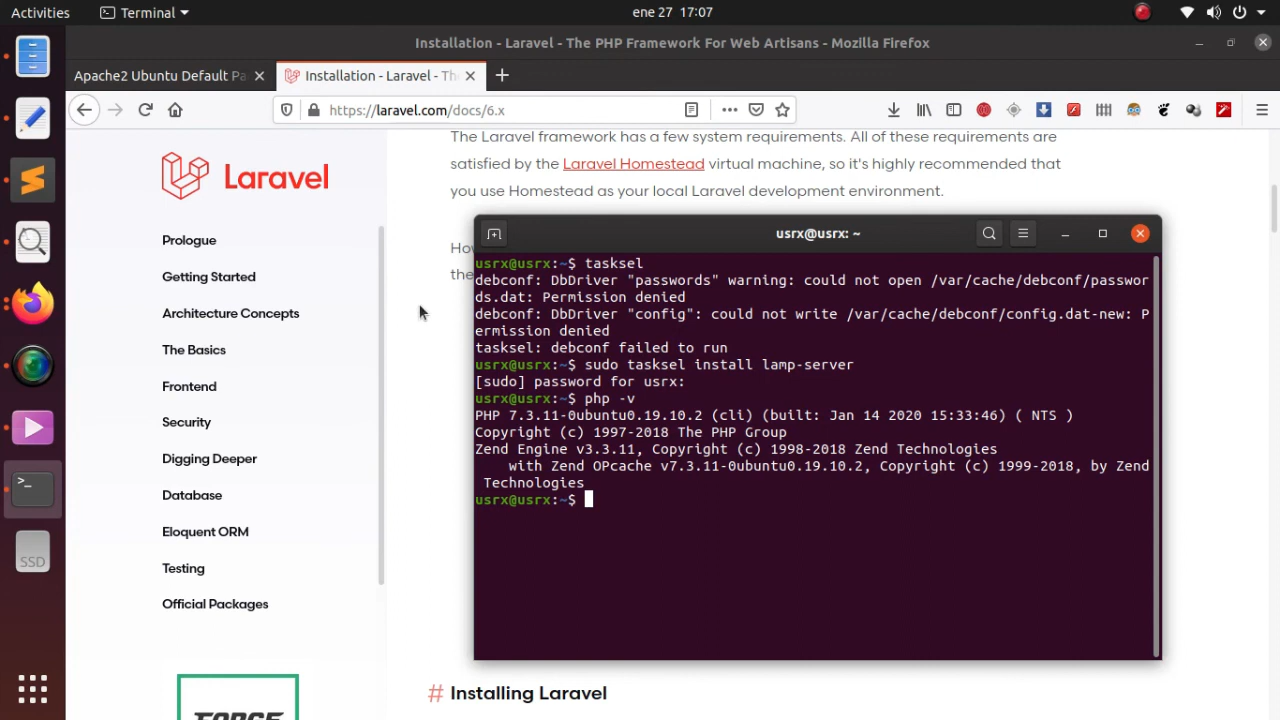 Activities
Terminal
ene 27 17:07
Installation - Laravel - The PHP Framework For Web Artisans - Mozilla Firefox
Apache2 Ubuntu Default Pa
Installation - Laravel - The
https://laravel.com/docs/6.x
The Laravel framework has a few system requirements. All of these requirements are
satisfied by the Laravel Homestead virtual machine, so it's highly recommended that
you use Homestead as your local Laravel development environment.
Laravel
Prologue
Getting Started
Architecture Concepts
The Basics
Frontend
Security
Digging Deeper
Database
Eloquent ORM
Testing
Official Packages
How
the
usrx@usrx: ~
usrx@usrx:~$ tasksel
debconf: DbDriver "passwords" warning: could not open /var/cache/debconf/passwor
ds.dat: Permission denied
debconf: DbDriver "config": could not write /var/cache/debconf/config.dat-new: P
ermission denied
tasksel: debconf failed to run
usrx@usrx:~$ sudo tasksel install lamp-server
[sudo] password for usrx:
usrx@usrx:~$ php -v
PHP 7.3.11-0ubuntu0.19.10.2 (cli) (built: Jan 14 2020 15:33:46) ( NTS )
Copyright (c) 1997-2018 The PHP Group
Zend Engine v3.3.11, Copyright (c) 1998-2018 Zend Technologies
with Zend OPcache v7.3.11-0ubuntu0.19.10.2, Copyright (c) 1999-2018, by Zend
Technologies
usrx@usrx:~$
# Installing Laravel
SSD
FORGE